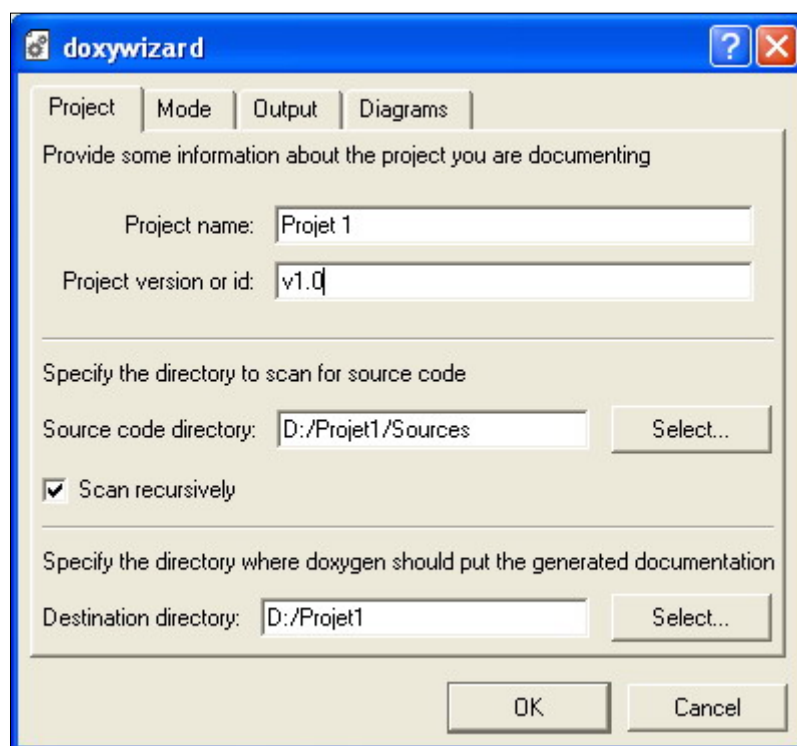 doxywizard
Project Mode Output Diagrams
Provide some information about the project you are documenting
Project name: Projet 1
Project version or id: v1.0
Specify the directory to scan for source code
Source code directory: D:/Projet1/Sources Select...
Scan recursively
Specify the directory where doxygen should put the generated documentation
Destination directory: D:/Projet1 Select...
OK Cancel